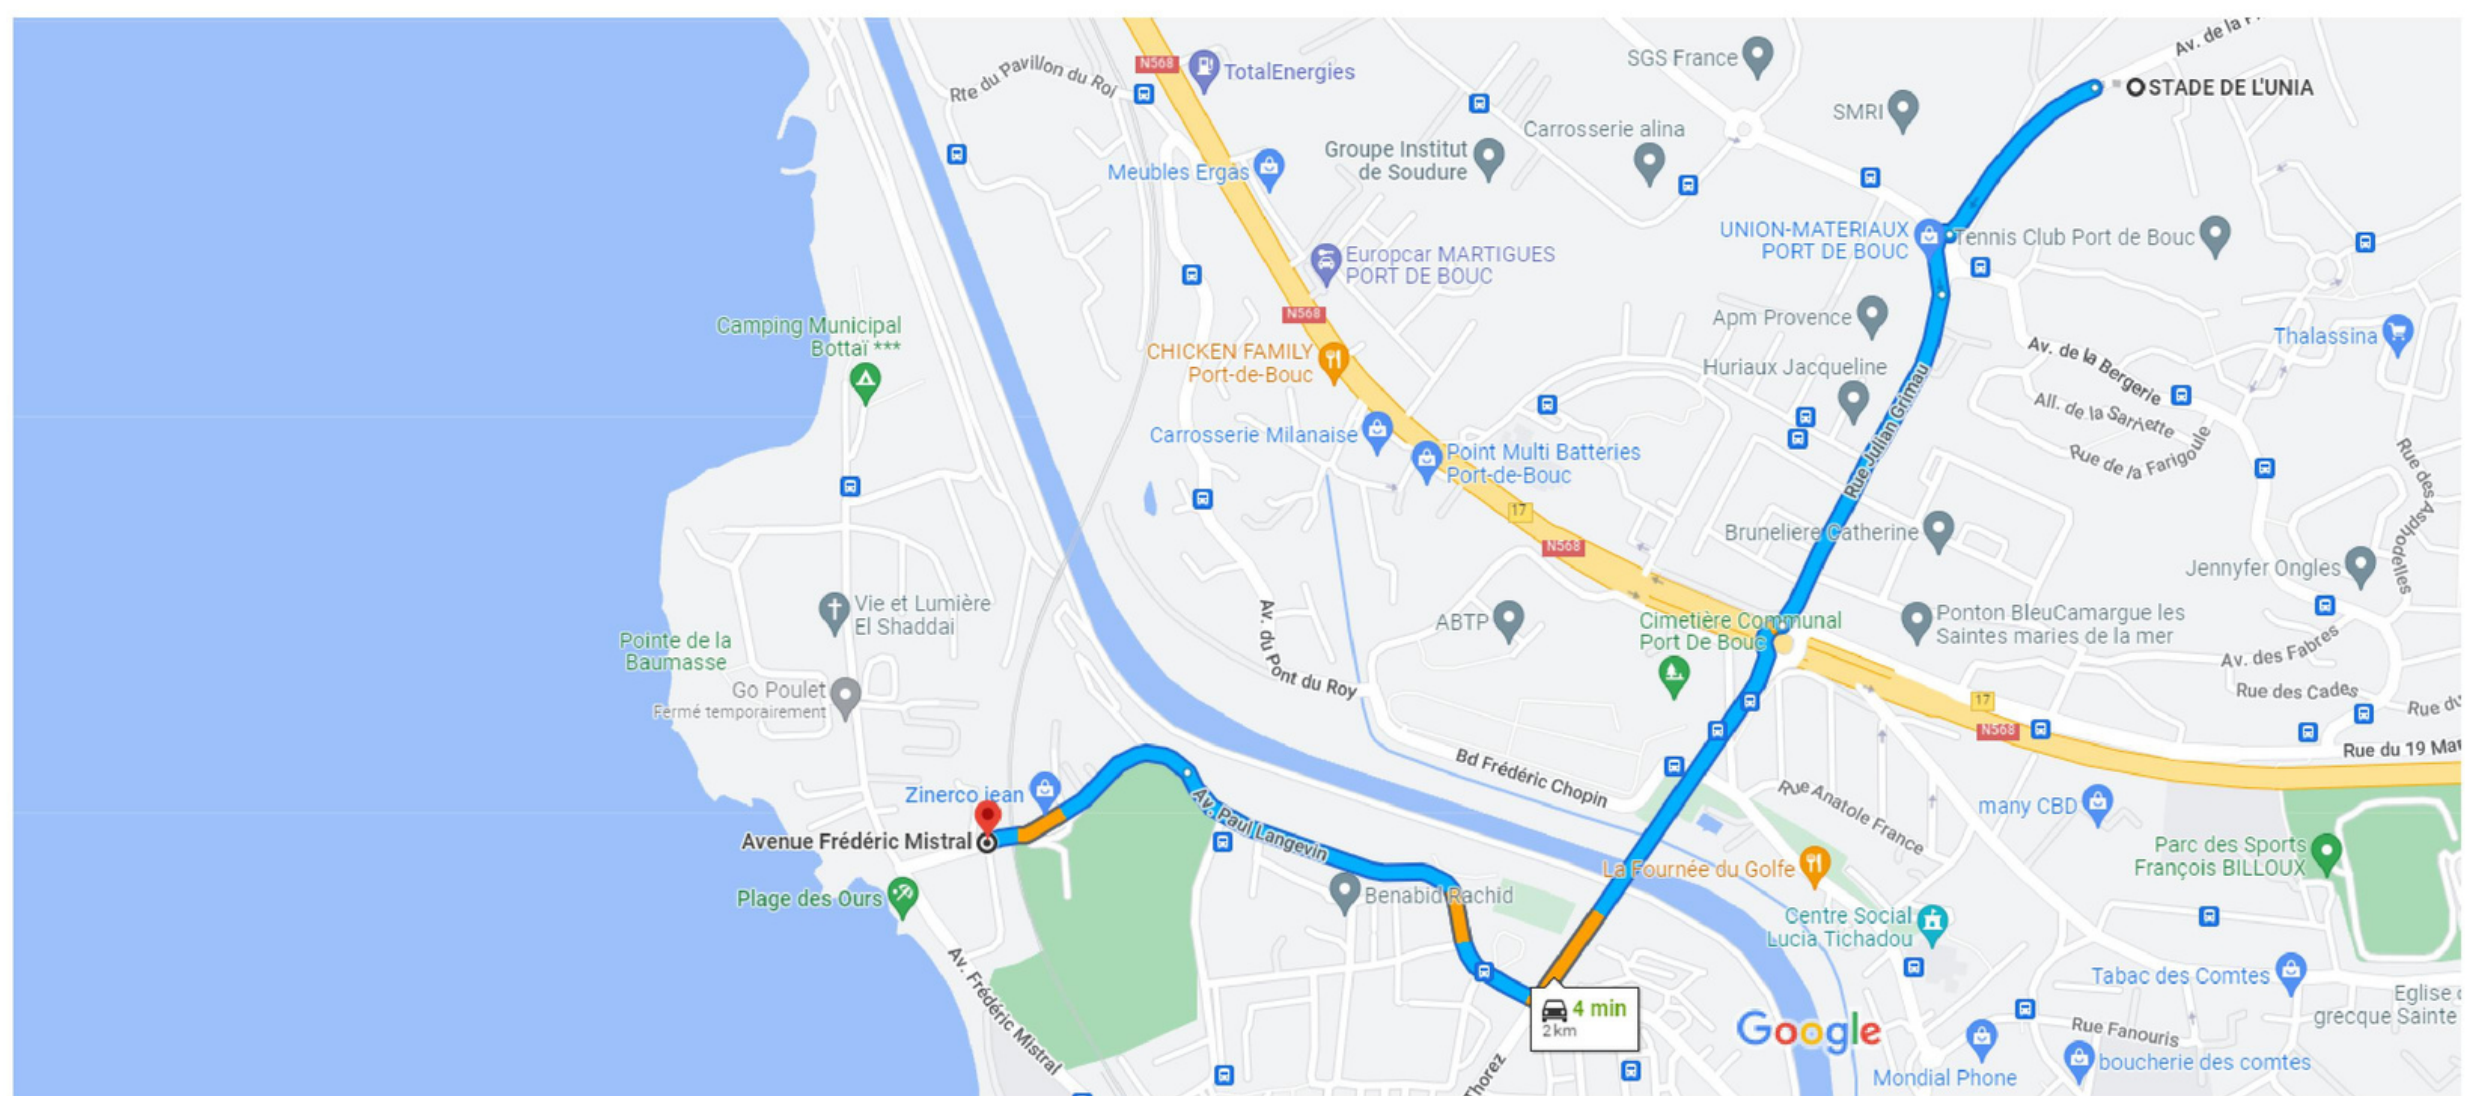 Av. de la
N568
TotalEnergies
SGS France
STADE DE L'UNIA
Rte du Pavillon du Roi
SMRI
Carrosserie alina
Groupe Institut
de Soudure
Meubles Ergas
UNION-MATERIAUX
PORT DE BOUC
Tennis Club Port de Bouc
Europcar MARTIGUES
PORT DE BOUC
N568
Camping Municipal
Bottaï ***
Apm Provence
Thalassina
CHICKEN FAMILY
Port-de-Bouc
Huriaux Jacqueline
Av. de la Bergerie
All. de la Sarriette
Rue de la Farigoule
Rue Julian Grimau
Carrosserie Milanaise
Point Multi Batteries
Port-de-Bouc
Rue des Asphodelles
17
N568
Bruneliere Catherine
Jennyfer Ongles
Vie et Lumière
El Shaddai
ABTP
Cimetière Communal
Port De Bouc
Ponton BleuCamargue les
Saintes maries de la mer
Pointe de la
Baumasse
Av. du Pont du Roy
Av. des Fabres
Go Poulet
Fermé temporairement
Rue des Cades
Rue du
17
N568
Rue du 19 Mar
Bd Frédéric Chopin
Rue Anatole France
Zinerco jean
many CBD
Av. Paul Langevin
Avenue Frédéric Mistral
Parc des Sports
François BILLOUX
La Fournée du Golfe
Plage des Ours
Benabid Rachid
Centre Social
Lucia Tichadou
Av. Frédéric Mistral
Tabac des Comtes
Eglise
grecque Sainte
4 min
2 km
Google
Rue Fanouris
boucherie des comtes
Mondial Phone
Thorez